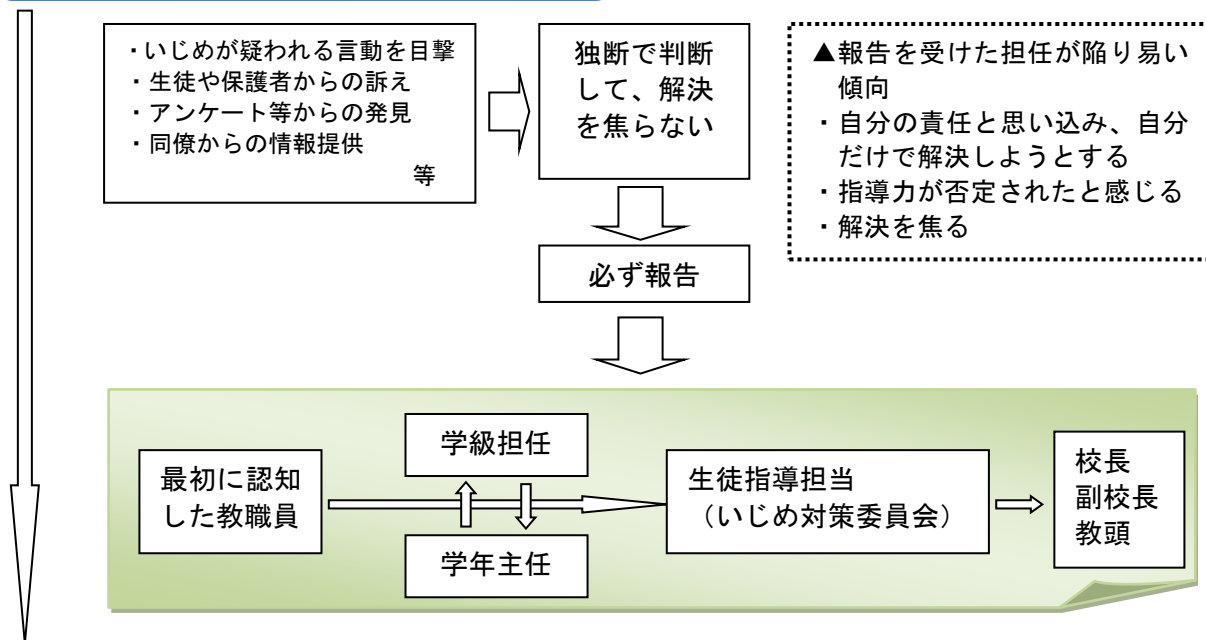 ・いじめが疑われる言動を目撃
・生徒や保護者からの訴え
・アンケート等からの発見
・同僚からの情報提供
等
独断で判断
して、解決
を焦らない
▲報告を受けた担任が陥り易い
傾向
・自分の責任と思い込み、自分
だけで解決しようとする
・指導力が否定されたと感じる
・解決を焦る
必ず報告
最初に認知
した教職員
学級担任
学年主任
生徒指導担当
（いじめ対策委員会）
校長
副校長
教頭